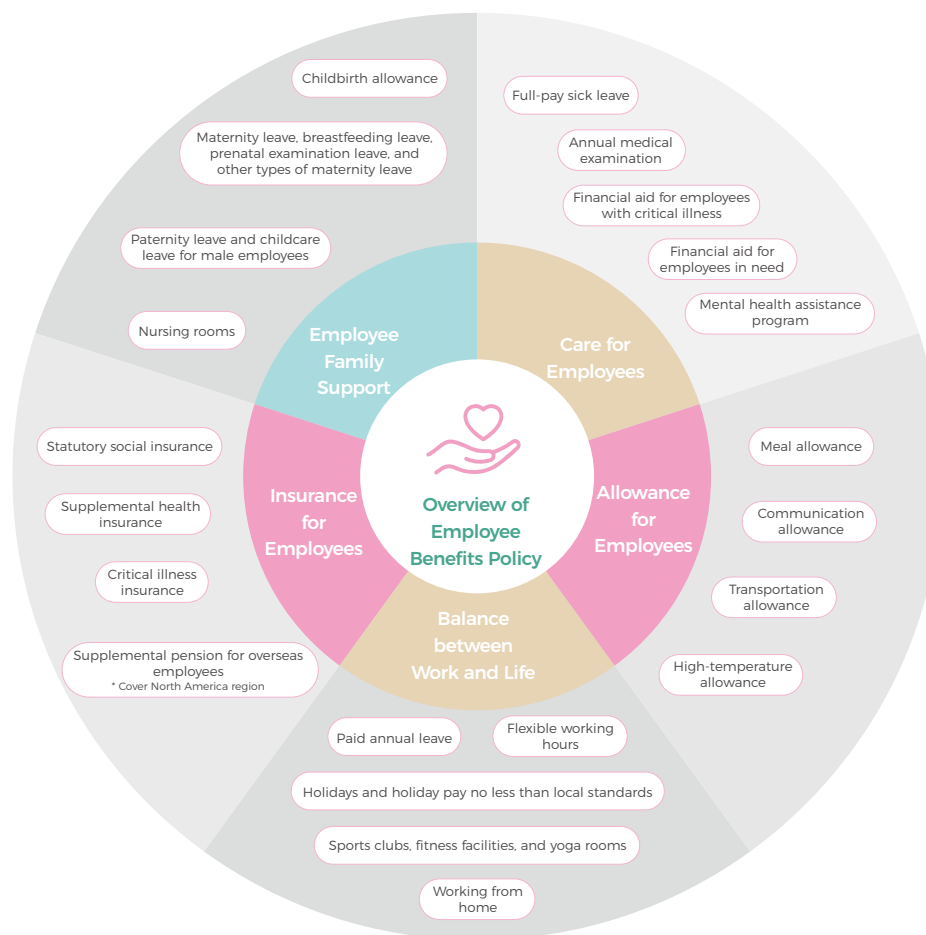 Childbirth allowance
Maternity leave, breastfeeding leave,
prenatal examination leave, and
other types of maternity leave
Paternity leave and childcare
leave for male employees
Nursing rooms
Employee
Family
Support
Full-pay sick leave
Annual medical
examination
Financial aid for employees
with critical illness
Financial aid for
employees in need
Mental health assistance
program
Care for
Employees
Statutory social insurance
Supplemental health
insurance
Critical illness
insurance
Supplemental pension for overseas
employees
* Cover North America region
Insurance
for
Employees
Overview of
Employee
Benefits Policy
Allowance
for
Employees
Meal allowance
Communication
allowance
Transportation
allowance
High-temperature
allowance
Balance
between
Work and Life
Paid annual leave
Flexible working
hours
Holidays and holiday pay no less than local standards
Sports clubs, fitness facilities, and yoga rooms
Working from
home